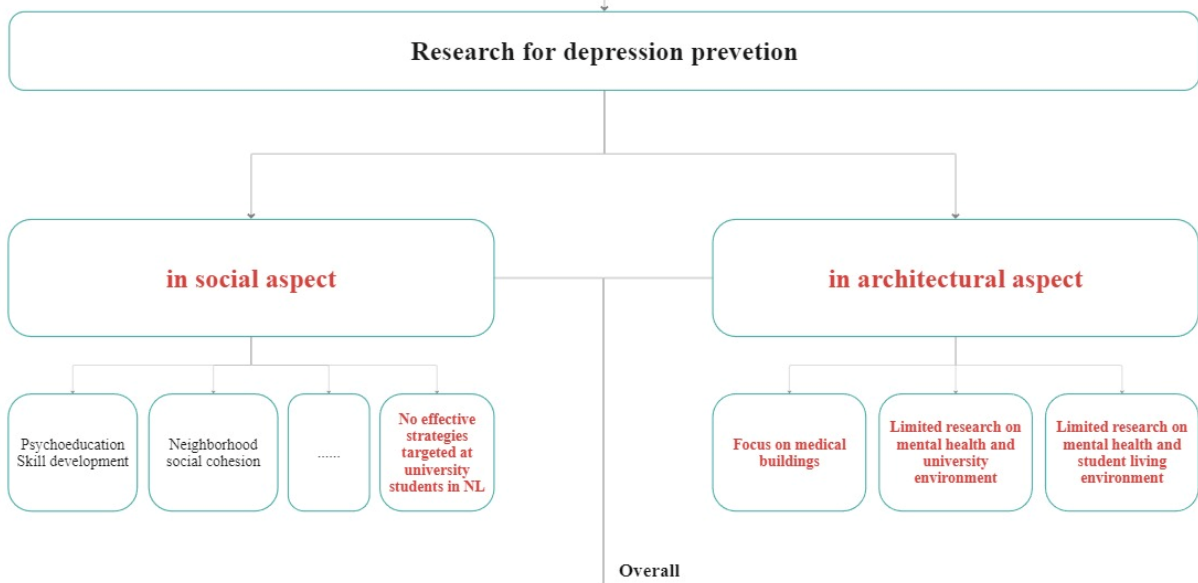 Research for depression prevetion
in social aspect
in architectural aspect
Psychoeducation
Skill development
Neighborhood
social cohesion
......
No effective
strategies
targeted at
university
students in NL
Focus on medical
buildings
Limited research on
mental health and
university
environment
Limited research on
mental health and
student living
environment
Overall